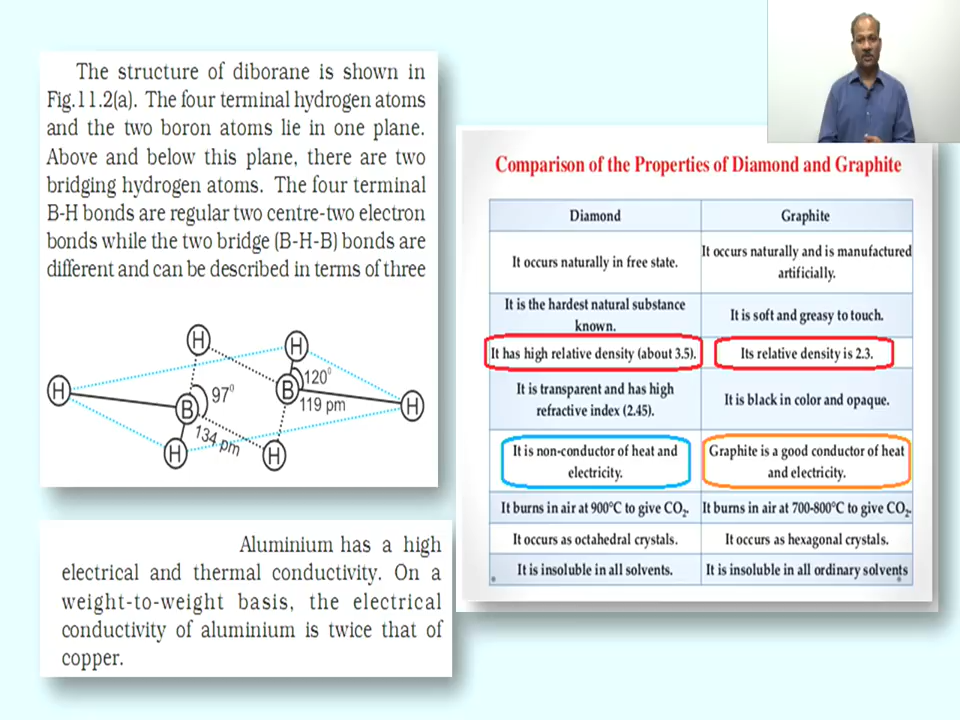 The structure of diborane is shown in
Fig.11.2(a). The four terminal hydrogen atoms
and the two boron atoms lie in one plane.
Above and below this plane, there are two
bridging hydrogen atoms. The four terminal
B-H bonds are regular two centre-two electron
bonds while the two bridge (B-H-B) bonds are
different and can be described in terms of three
H
H
H
B
97⁰
B
120⁰
119 pm
H
134 pm
H
H
Aluminium has a high
electrical and thermal conductivity. On a
weight-to-weight basis, the electrical
conductivity of aluminium is twice that of
copper.
Comparison of the Properties of Diamond and Graphite
Diamond
Graphite
It occurs naturally in free state.
It occurs naturally and is manufactured
artificially.
It is the hardest natural substance
known.
It is soft and greasy to touch.
It has high relative density (about 3.5).
Its relative density is 2.3.
It is transparent and has high
refractive index (2.45).
It is black in color and opaque.
It is non-conductor of heat and
electricity.
Graphite is a good conductor of heat
and electricity.
It burns in air at 900°C to give CO₂.
It burns in air at 700-800°C to give CO₂.
It occurs as octahedral crystals.
It occurs as hexagonal crystals.
It is insoluble in all solvents.
It is insoluble in all ordinary solvents